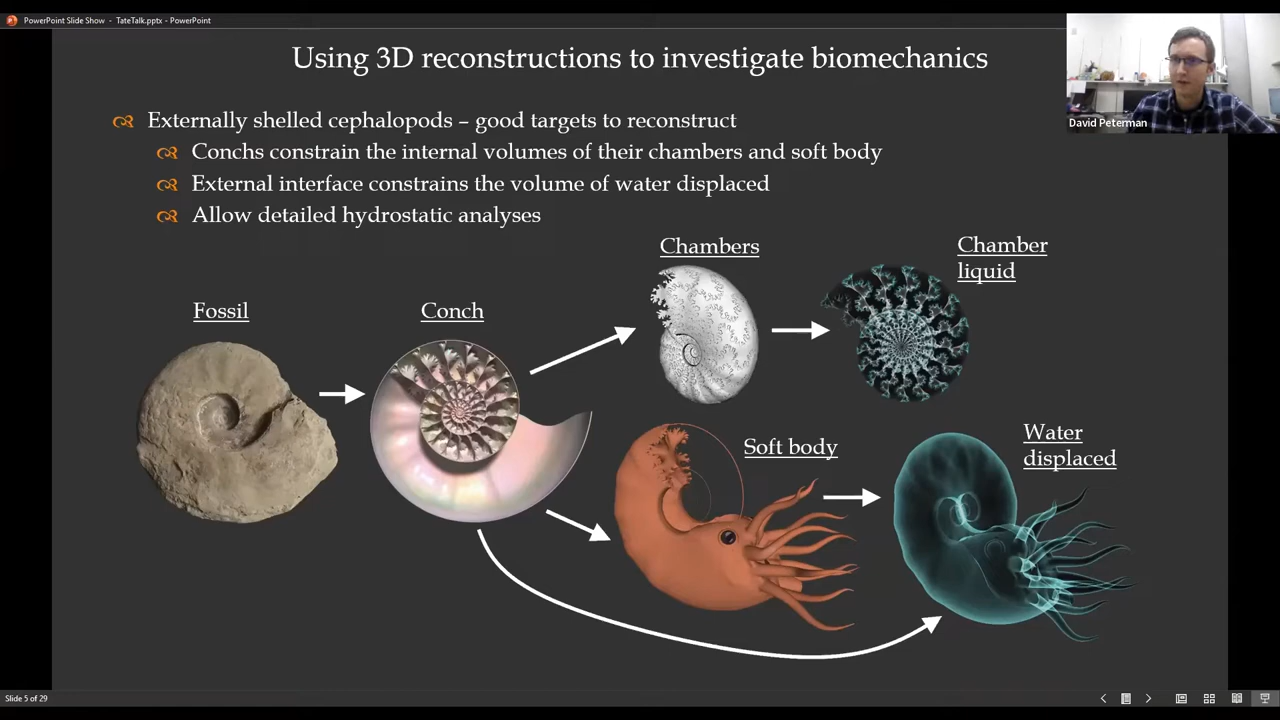 PowerPoint Slide Show - TateTalk.pptx - PowerPoint
Using 3D reconstructions to investigate biomechanics
David Peterman
Externally shelled cephalopods – good targets to reconstruct
Conchs constrain the internal volumes of their chambers and soft body
External interface constrains the volume of water displaced
Allow detailed hydrostatic analyses
Chambers
Chamber
liquid
Fossil
Conch
Soft body
Water
displaced
Slide 5 of 29